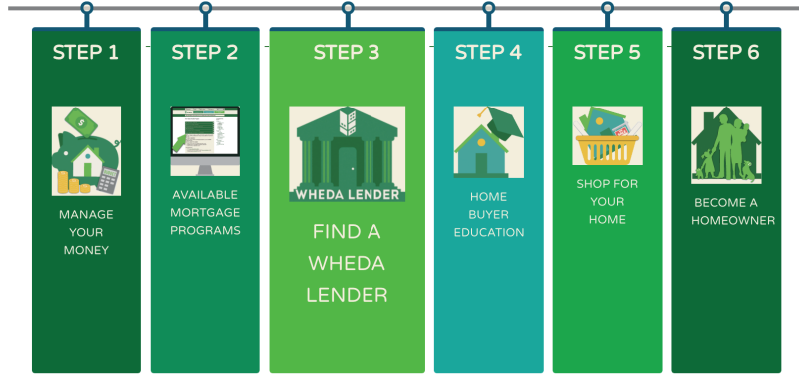 STEP 1
MANAGE
YOUR
MONEY
STEP 2
AVAILABLE
MORTGAGE
PROGRAMS
STEP 3
WHEDA LENDER
FIND A
WHEDA
LENDER
STEP 4
HOME
BUYER
EDUCATION
STEP 5
SHOP FOR
YOUR
HOME
STEP 6
BECOME A
HOMEOWNER